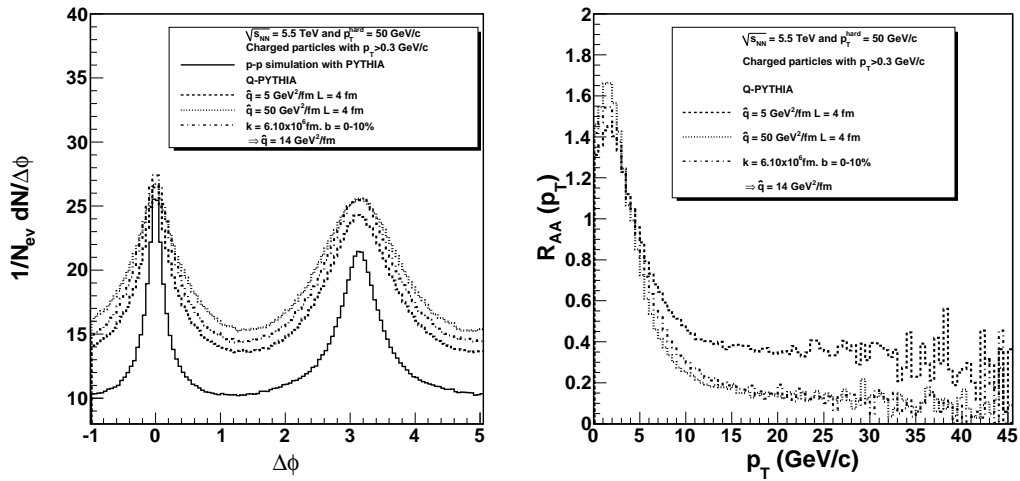 1/N_ev dN/Δϕ
40
35
30
25
20
15
10
√s_NN = 5.5 TeV and p_T^hard = 50 GeV/c
Charged particles with p_T>0.3 GeV/c
p-p simulation with PYTHIA
Q-PYTHIA
q̂ = 5 GeV²/fm L = 4 fm
q̂ = 50 GeV²/fm L = 4 fm
k = 6.10x10⁶fm. b = 0-10%
⇒ q̂ = 14 GeV²/fm
-1 0 1 2 3 4 5
Δϕ
R_AA (p_T)
2
1.8
1.6
1.4
1.2
1
0.8
0.6
0.4
0.2
0
√s_NN = 5.5 TeV and p_T^hard = 50 GeV/c
Charged particles with p_T>0.3 GeV/c
Q-PYTHIA
q̂ = 5 GeV²/fm L = 4 fm
q̂ = 50 GeV²/fm L = 4 fm
k = 6.10x10⁶fm. b = 0-10%
⇒ q̂ = 14 GeV²/fm
0 5 10 15 20 25 30 35 40 45
p_T (GeV/c)